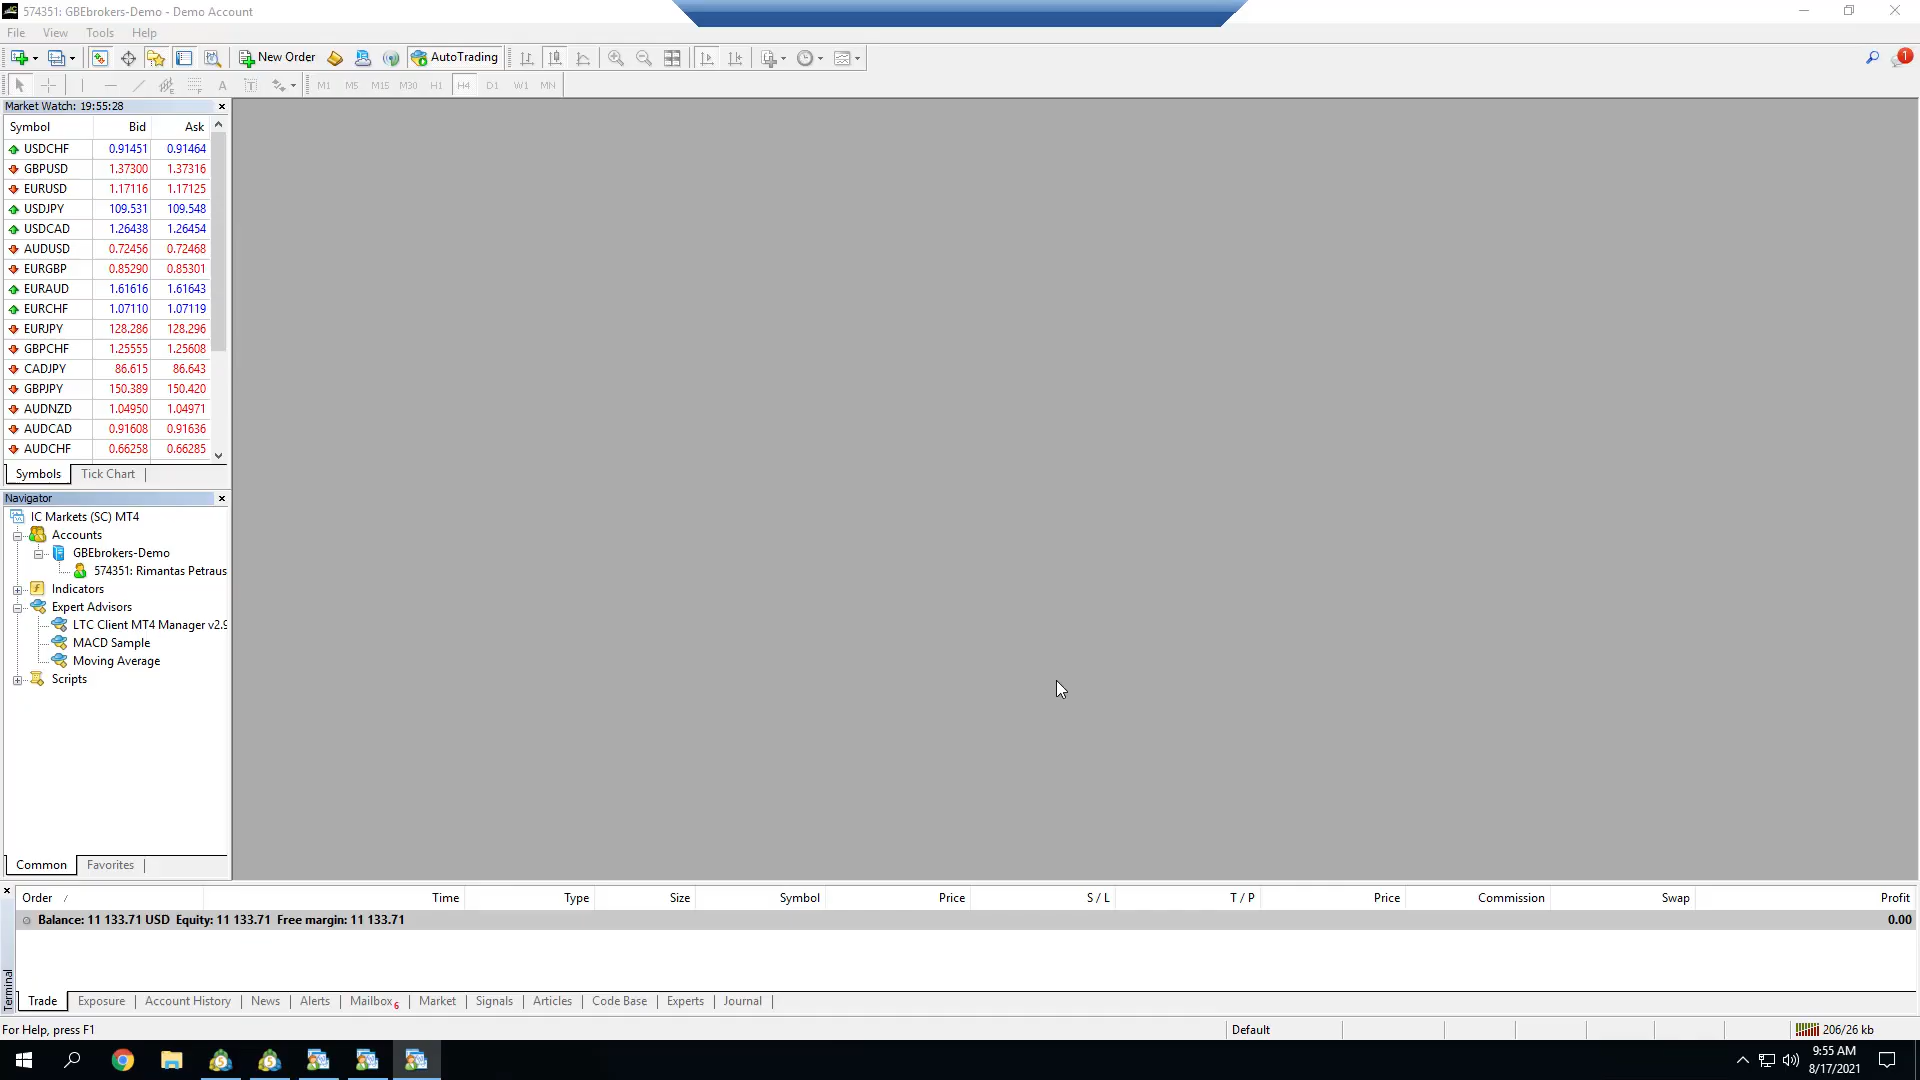 574351: GBEbrokers-Demo - Demo Account
File View Tools Help
New Order AutoTrading 1
A T M1 M5 M15 M30 H1 H4 D1 W1 MN
Market Watch: 19:55:28
Symbol Bid Ask
USDCHF 0.91451 0.91464
GBPUSD 1.37300 1.37316
EURUSD 1.17116 1.17125
USDJPY 109.531 109.548
USDCAD 1.26438 1.26454
AUDUSD 0.72456 0.72468
EURGBP 0.85290 0.85301
EURAUD 1.61616 1.61643
EURCHF 1.07110 1.07119
EURJPY 128.286 128.296
GBPCHF 1.25555 1.25608
CADJPY 86.615 86.643
GBPJPY 150.389 150.420
AUDNZD 1.04950 1.04971
AUDCAD 0.91608 0.91636
AUDCHF 0.66258 0.66285
Symbols Tick Chart
Navigator
IC Markets (SC) MT4
Accounts
GBEbrokers-Demo
574351: Rimantas Petraus
Indicators
Expert Advisors
LTC Client MT4 Manager v2.9
MACD Sample
Moving Average
Scripts
Common Favorites
Order / Time Type Size Symbol Price S / L T / P Price Commission Swap Profit
Balance: 11 133.71 USD Equity: 11 133.71 Free margin: 11 133.71 0.00
Terminal
Trade Exposure Account History News Alerts Mailbox 6 Market Signals Articles Code Base Experts Journal
For Help, press F1 Default 206/26 kb
9:55 AM
8/17/2021